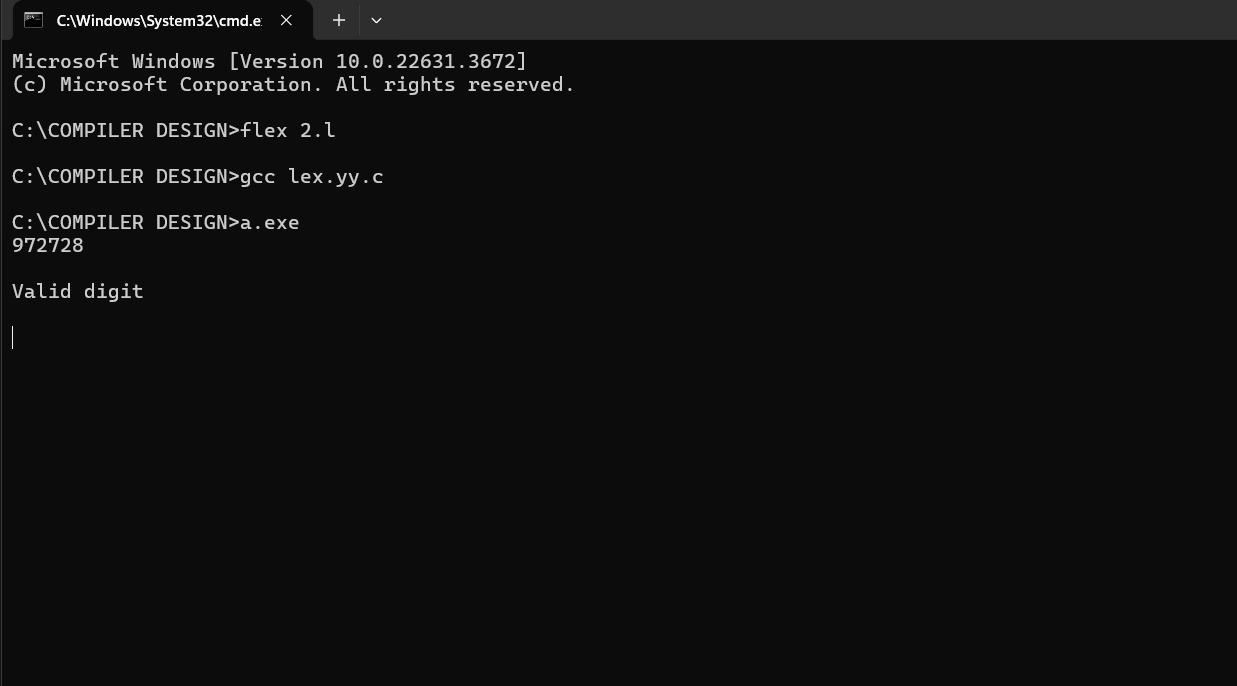 C:\Windows\System32\cmd.e
Microsoft Windows [Version 10.0.22631.3672]
(c) Microsoft Corporation. All rights reserved.
C:\COMPILER DESIGN>flex 2.l
C:\COMPILER DESIGN>gcc lex.yy.c
C:\COMPILER DESIGN>a.exe
972728
Valid digit